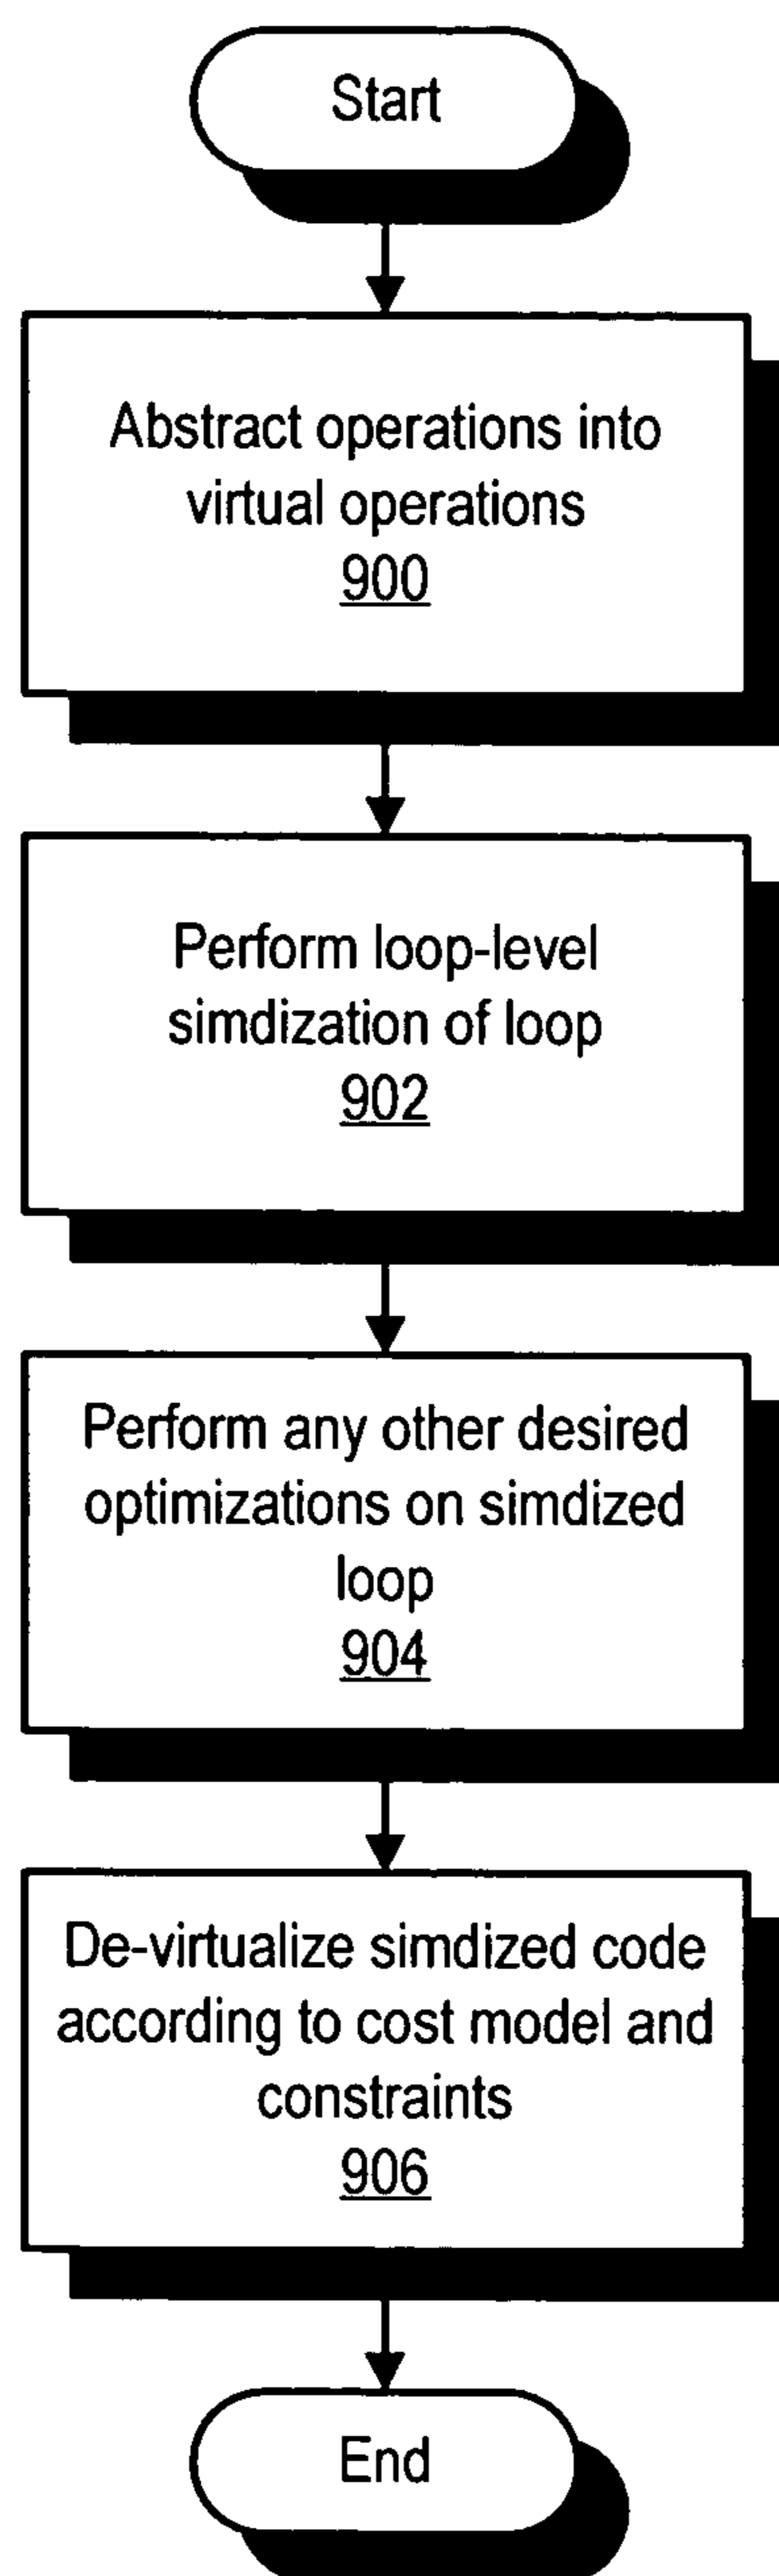 Start
Abstract operations into
virtual operations
900
Perform loop-level
simdization of loop
902
Perform any other desired
optimizations on simdized
loop
904
De-virtualize simdized code
according to cost model and
constraints
906
End